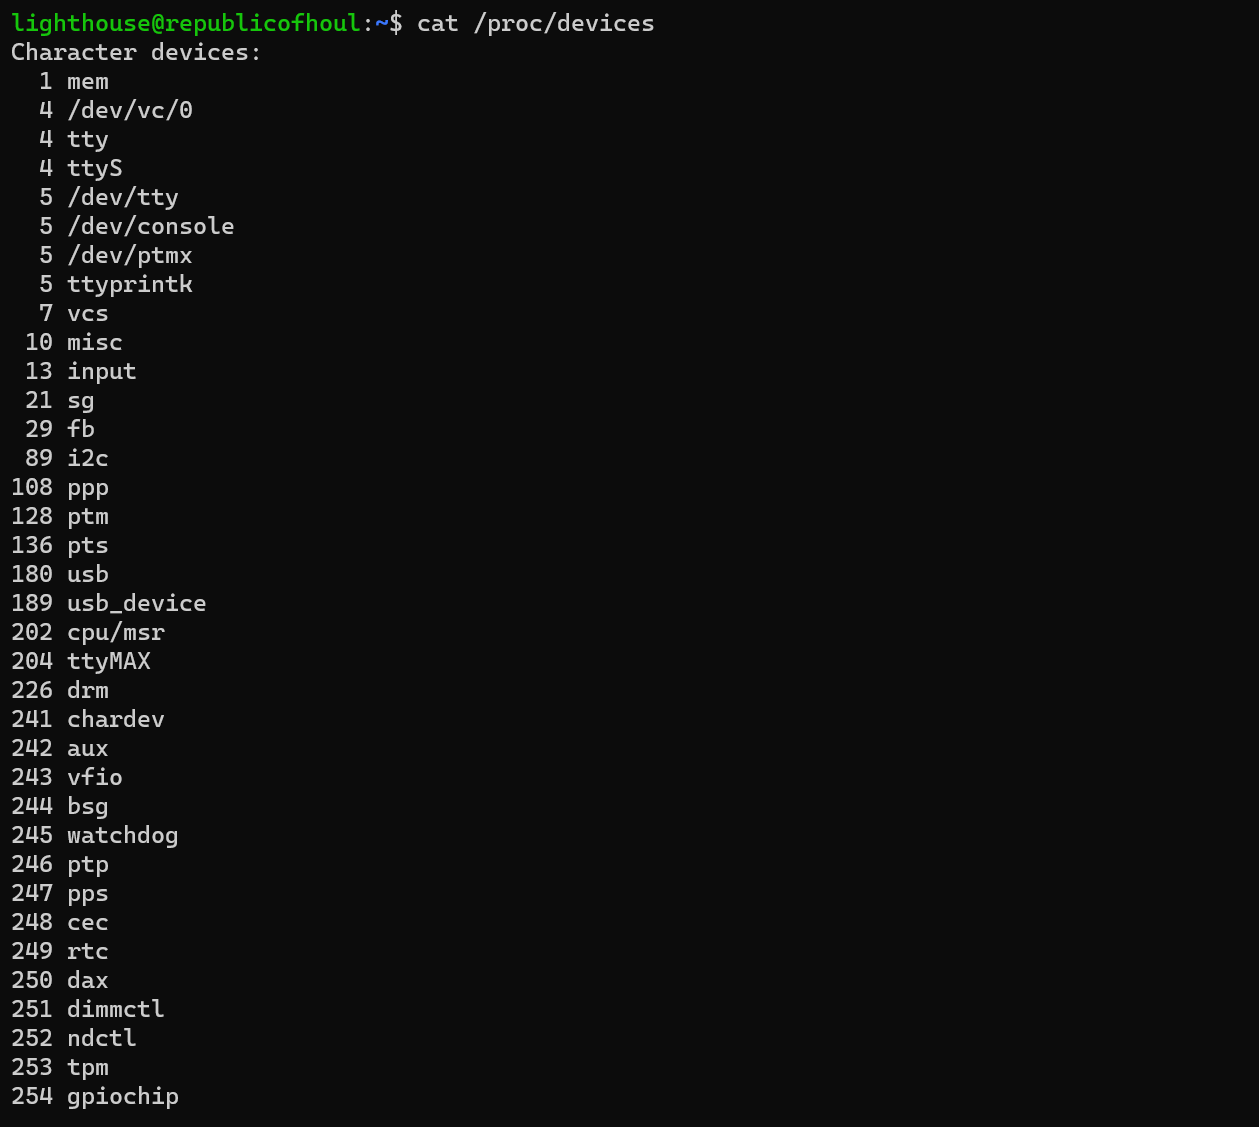 lighthouse@republicofhoul:~$ cat /proc/devices
Character devices:
  1 mem
  4 /dev/vc/0
  4 tty
  4 ttyS
  5 /dev/tty
  5 /dev/console
  5 /dev/ptmx
  5 ttyprintk
  7 vcs
 10 misc
 13 input
 21 sg
 29 fb
 89 i2c
108 ppp
128 ptm
136 pts
180 usb
189 usb_device
202 cpu/msr
204 ttyMAX
226 drm
241 chardev
242 aux
243 vfio
244 bsg
245 watchdog
246 ptp
247 pps
248 cec
249 rtc
250 dax
251 dimmctl
252 ndctl
253 tpm
254 gpiochip